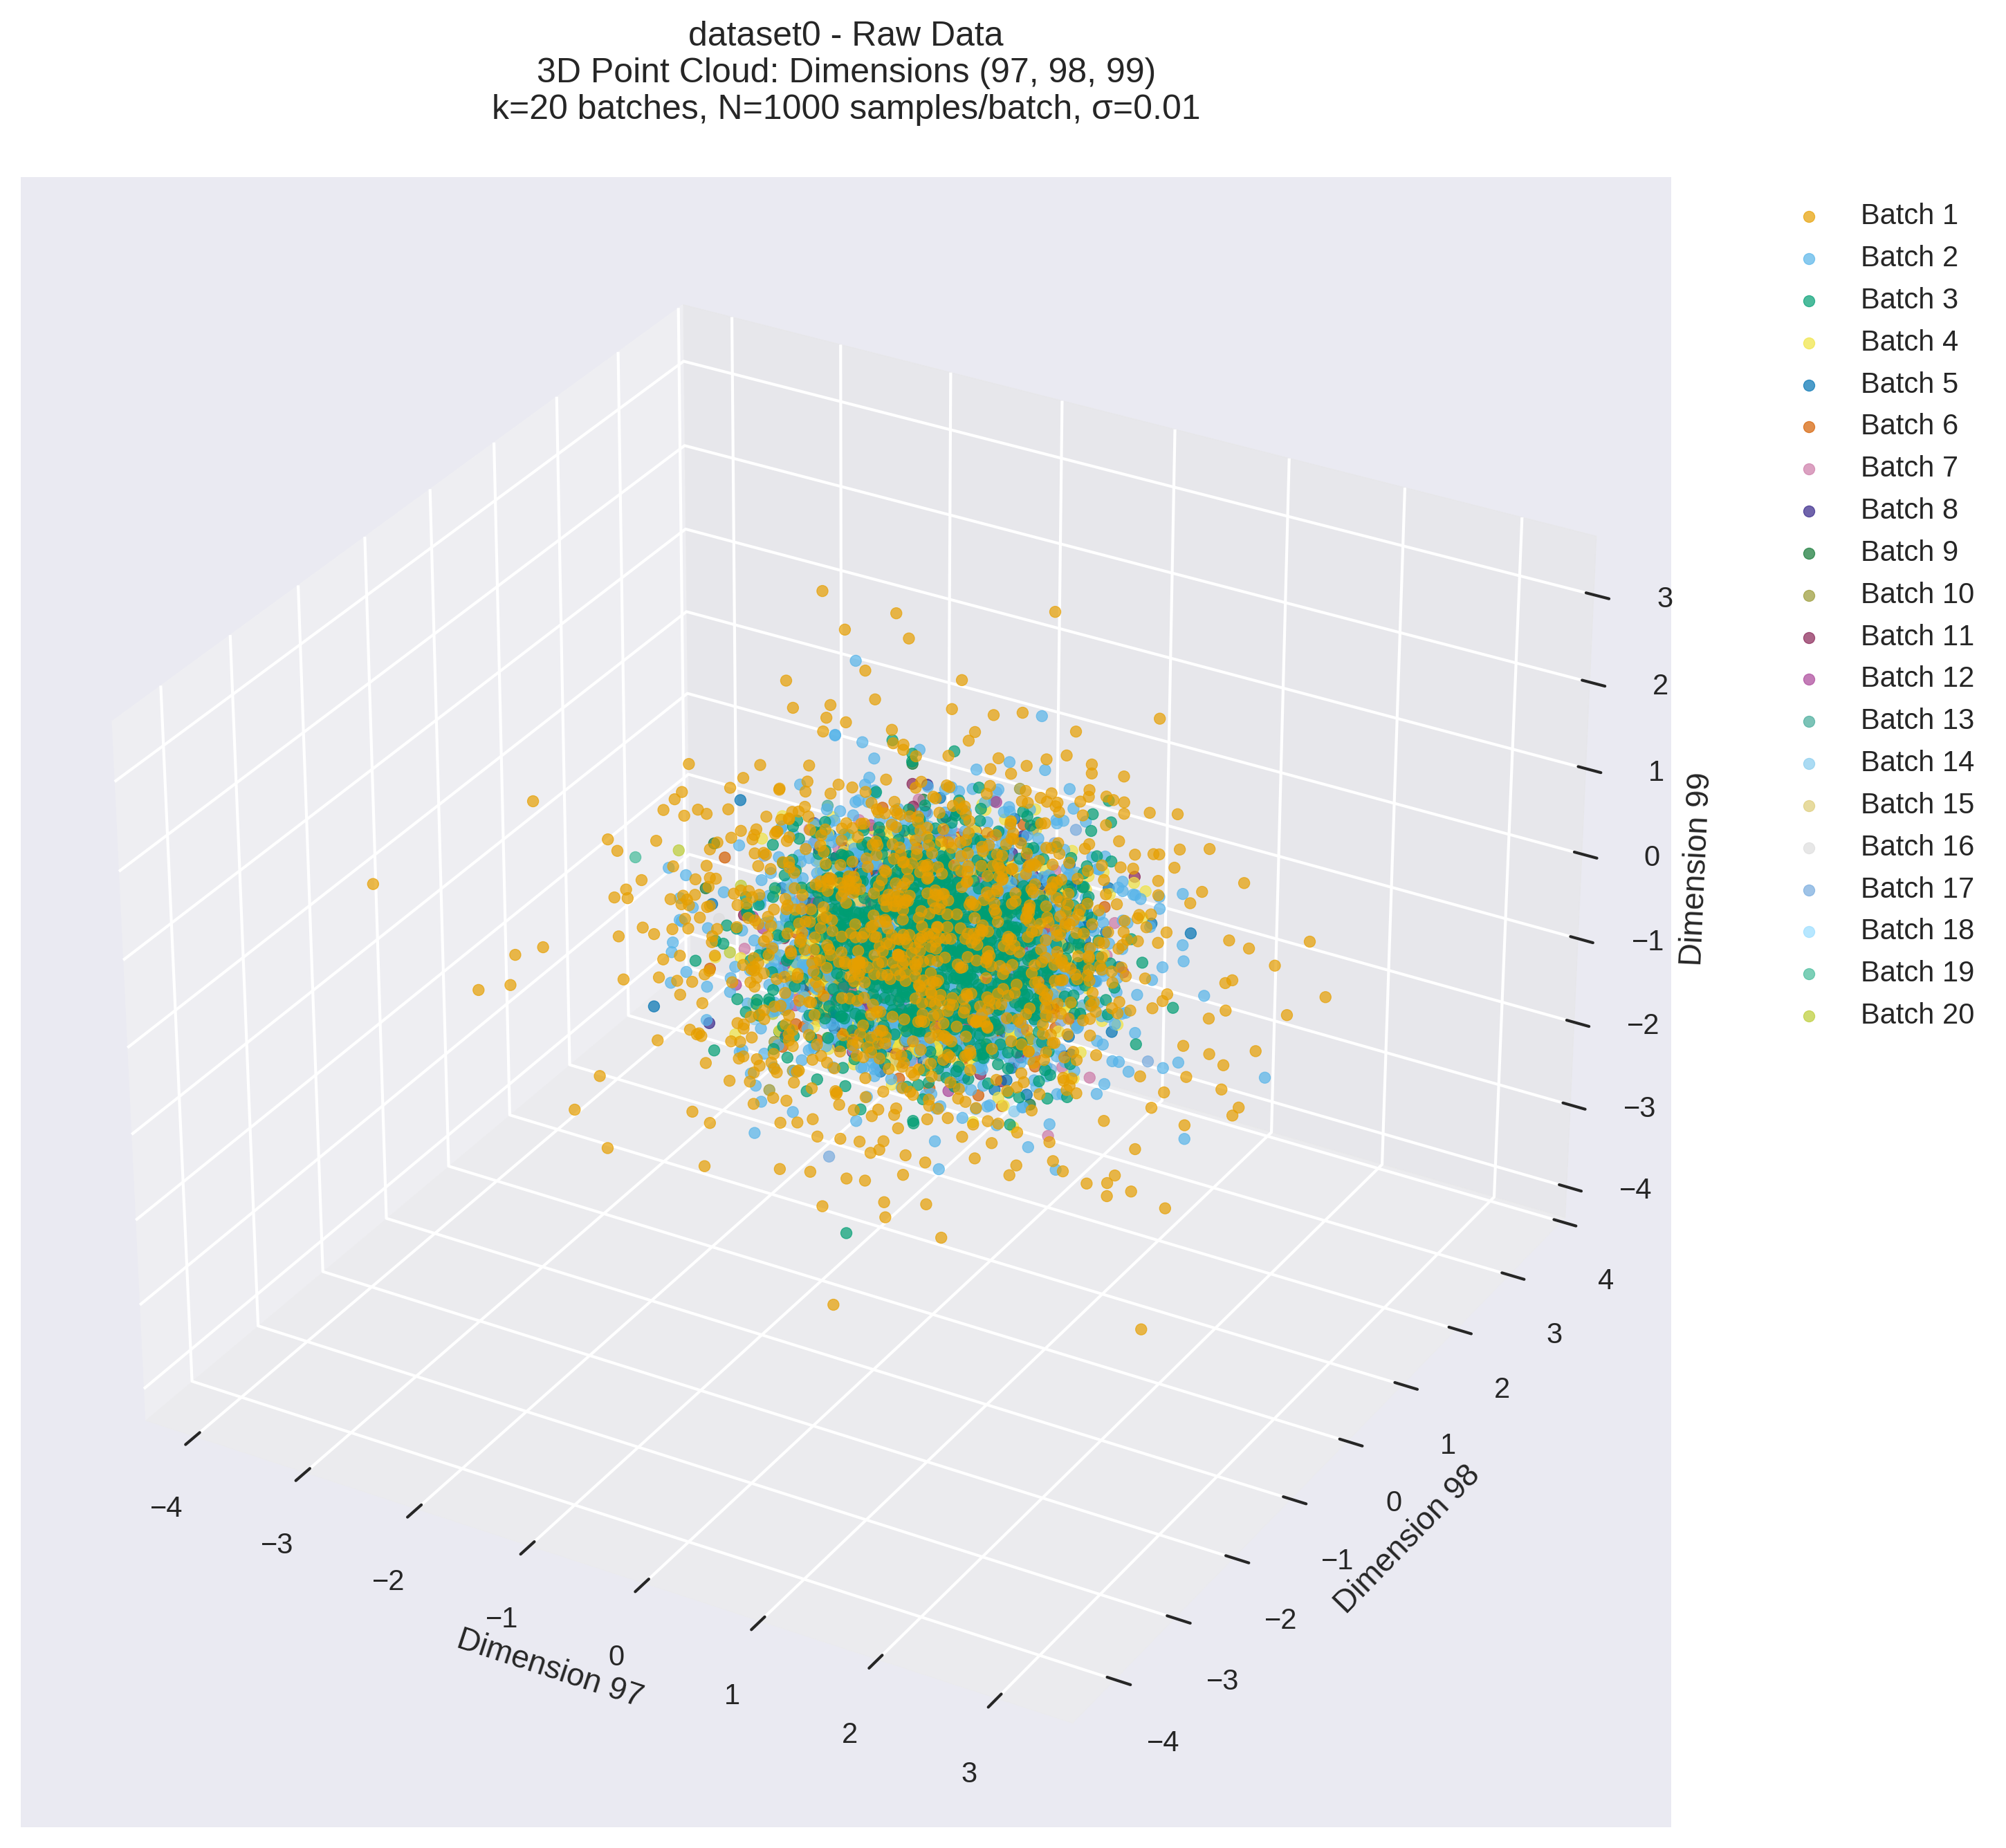 dataset0 - Raw Data
3D Point Cloud: Dimensions (97, 98, 99)
k=20 batches, N=1000 samples/batch, σ=0.01
Batch 1
Batch 2
Batch 3
Batch 4
Batch 5
Batch 6
Batch 7
Batch 8
Batch 9
Batch 10
Batch 11
Batch 12
Batch 13
Batch 14
Batch 15
Batch 16
Batch 17
Batch 18
Batch 19
Batch 20
3
2
1
0
−1
−2
−3
−4
Dimension 99
4
3
2
1
0
−1
−2
−3
−4
Dimension 98
−4
−3
−2
−1
0
1
2
3
Dimension 97